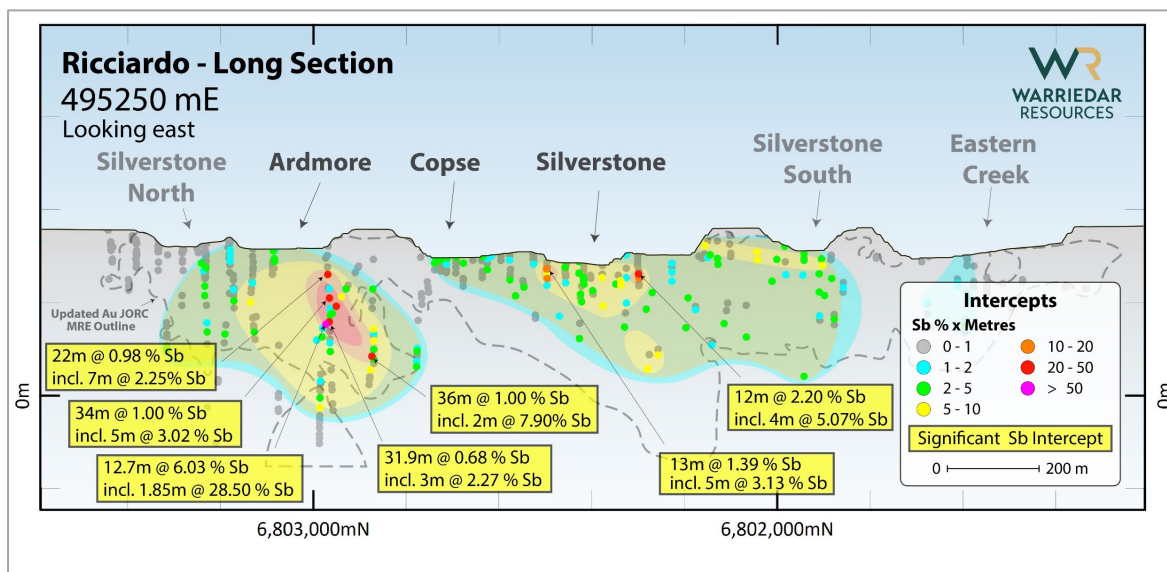 Ricciardo - Long Section
495250 mE
Looking east
WR
WARRIEDAR
RESOURCES
Silverstone
North
Ardmore
Copse
Silverstone
Silverstone
South
Eastern
Creek
Updated Au JORC
MRE Outline
22m @ 0.98 % Sb
incl. 7m @ 2.25% Sb
34m @ 1.00 % Sb
incl. 5m @ 3.02 % Sb
12.7m @ 6.03 % Sb
incl. 1.85m @ 28.50 % Sb
36m @ 1.00 % Sb
incl. 2m @ 7.90% Sb
31.9m @ 0.68 % Sb
incl. 3m @ 2.27 % Sb
12m @ 2.20 % Sb
incl. 4m @ 5.07% Sb
13m @ 1.39 % Sb
incl. 5m @ 3.13 % Sb
Intercepts
Sb % x Metres
0 - 1
1 - 2
2 - 5
5 - 10
10 - 20
20 - 50
> 50
Significant Sb Intercept
0 200 m
0m
0m
6,803,000mN
6,802,000mN